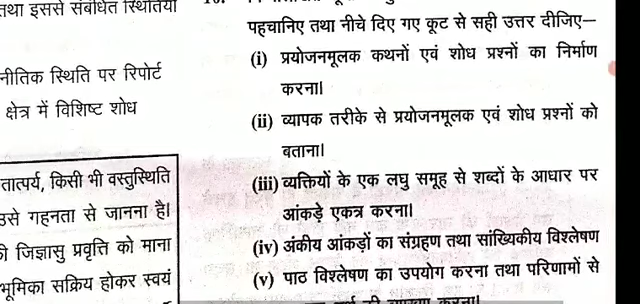 तथा इससे संबंधित स्थितियों
नीतिक स्थिति पर रिपोर्ट
क्षेत्र में विशिष्ट शोध
तात्पर्य, किसी भी वस्तुस्थिति
उसे गहनता से जानना है।
जिज्ञासु प्रवृत्ति को माना
भूमिका सक्रिय होकर स्वयं
पहचानिए तथा नीचे दिए गए कूट से सही उत्तर दीजिए—
(i) प्रयोजनमूलक कथनों एवं शोध प्रश्नों का निर्माण
करना।
(ii) व्यापक तरीके से प्रयोजनमूलक एवं शोध प्रश्नों को
बताना।
(iii) व्यक्तियों के एक लघु समूह से शब्दों के आधार पर
आंकड़े एकत्र करना।
(iv) अंकीय आंकड़ों का संग्रहण तथा सांख्यिकीय विश्लेषण
(v) पाठ विश्लेषण का उपयोग करना तथा परिणामों से